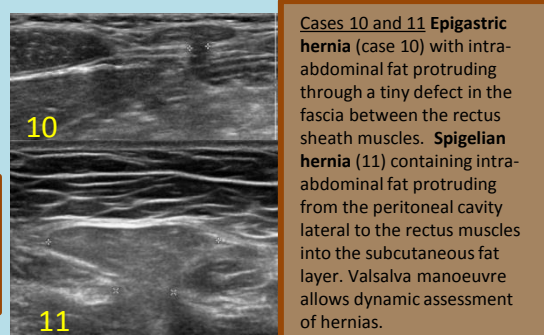 10
11
Cases 10 and 11 Epigastric
hernia (case 10) with intra-
abdominal fat protruding
through a tiny defect in the
fascia between the rectus
sheath muscles. Spigelian
hernia (11) containing intra-
abdominal fat protruding
from the peritoneal cavity
lateral to the rectus muscles
into the subcutaneous fat
layer. Valsalva manoeuvre
allows dynamic assessment
of hernias.